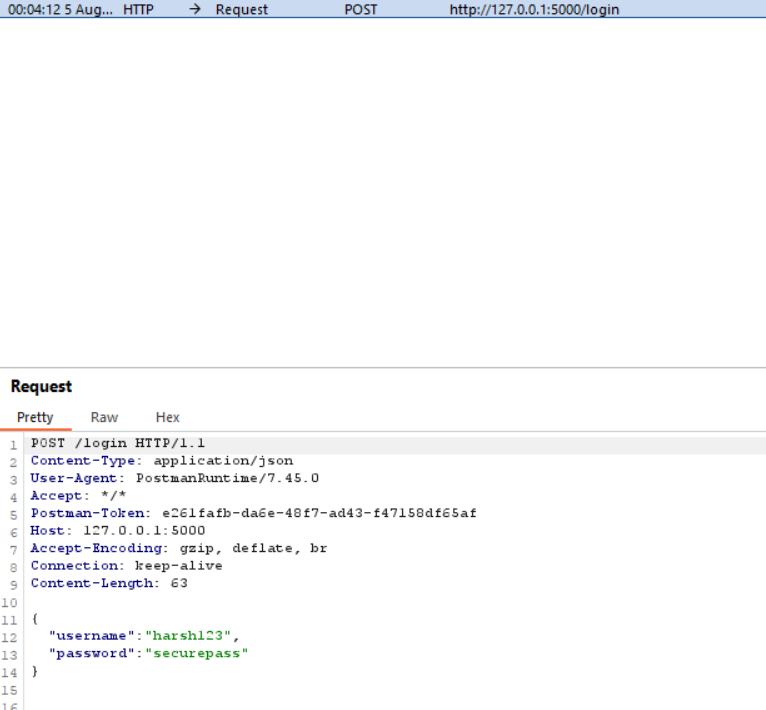 00:04:12 5 Aug... HTTP → Request POST http://127.0.0.1:5000/login
Request
Pretty Raw Hex
1 POST /login HTTP/1.1
2 Content-Type: application/json
3 User-Agent: PostmanRuntime/7.45.0
4 Accept: */*
5 Postman-Token: e261fafb-da6e-48f7-ad43-f47158df65af
6 Host: 127.0.0.1:5000
7 Accept-Encoding: gzip, deflate, br
8 Connection: keep-alive
9 Content-Length: 63
10
11 {
12 "username":"harsh123",
13 "password":"securepass"
14 }
15
16